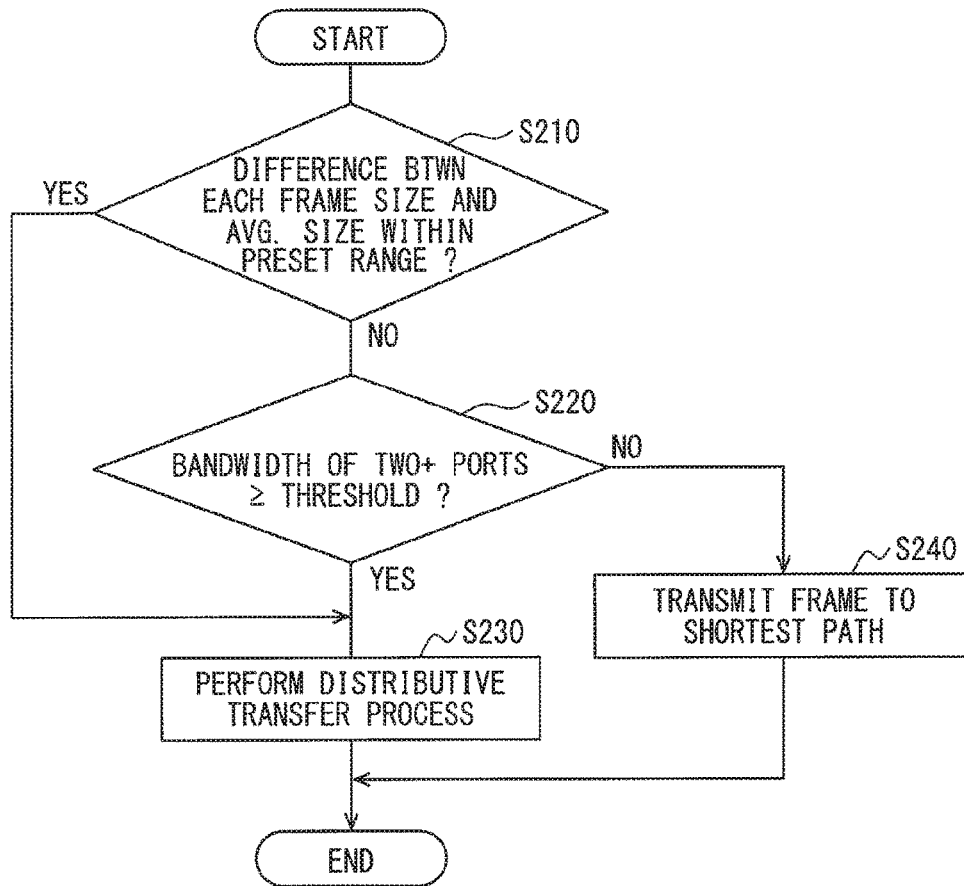 START
S210
DIFFERENCE BTWN
EACH FRAME SIZE AND
AVG. SIZE WITHIN
PRESET RANGE ?
YES
NO
S220
BANDWIDTH OF TWO+ PORTS
≥ THRESHOLD ?
NO
YES
S240
TRANSMIT FRAME TO
SHORTEST PATH
S230
PERFORM DISTRIBUTIVE
TRANSFER PROCESS
END